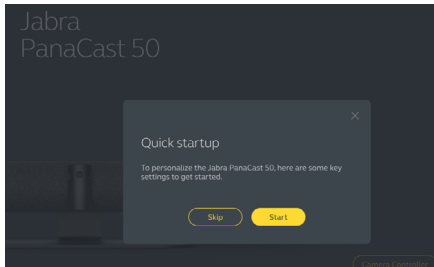 Jabra
PanaCast 50
Quick startup
To personalize the Jabra PanaCast 50, here are some key
settings to get started.
Skip
Start
Camera Controller